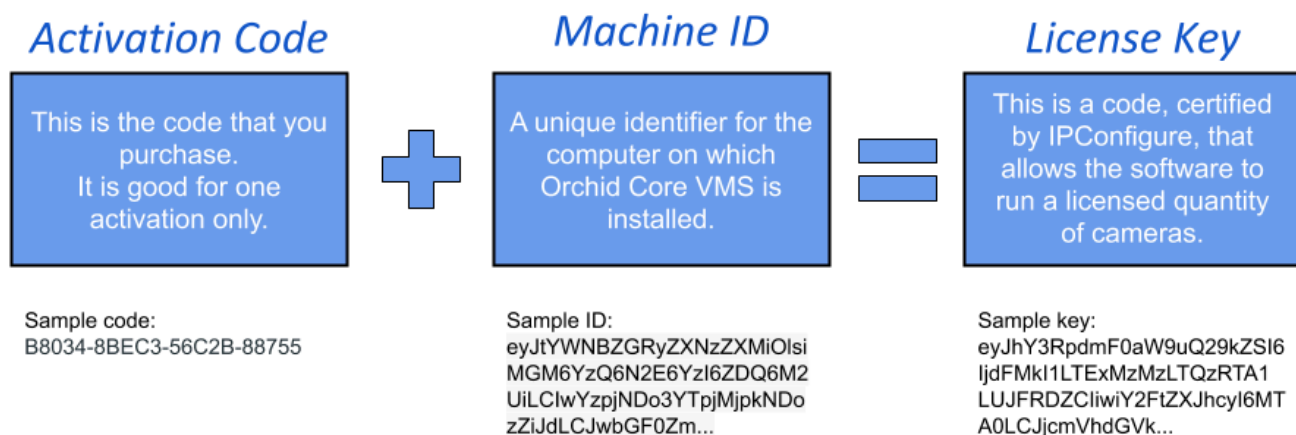 Activation Code
This is the code that you
purchase.
It is good for one
activation only.
Sample code:
B8034-8BEC3-56C2B-88755
Machine ID
A unique identifier for the
computer on which
Orchid Core VMS is
installed.
Sample ID:
eyJtYWNBZGRyZXNzZXMiOlsi
MGM6YzQ6N2E6YzI6ZDQ6M2
UiLCIwYzpjNDo3YTpjMjpkNDo
zZiJdLCJwbGF0Zm...
License Key
This is a code, certified
by IPConfigure, that
allows the software to
run a licensed quantity
of cameras.
Sample key:
eyJhY3RpdmF0aW9uQ29kZSI6
IjdFMkI1LTExMzMzLTQzRTA1
LUJFRDZCIiwiY2FtZXJhcyI6MT
A0LCJjcmVhdGVk...